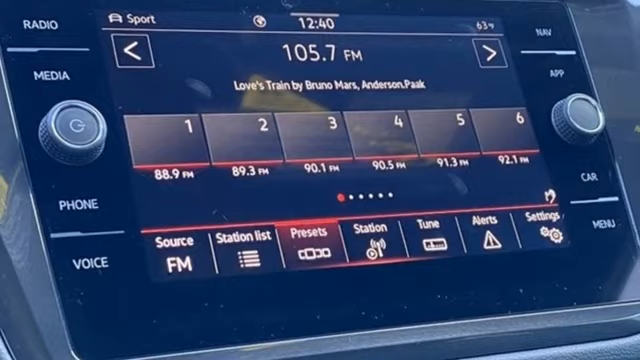 RADIO
MEDIA
PHONE
VOICE
Sport 12:40 63°F
< 105.7 FM >
Love's Train by Bruno Mars, Anderson.Paak
1 2 3 4 5 6
88.9 FM 89.3 FM 90.1 FM 90.5 FM 91.3 FM 92.1 FM
Source Station list Presets Station Tune Alerts Settings
FM
NAV
APP
CAR
MENU